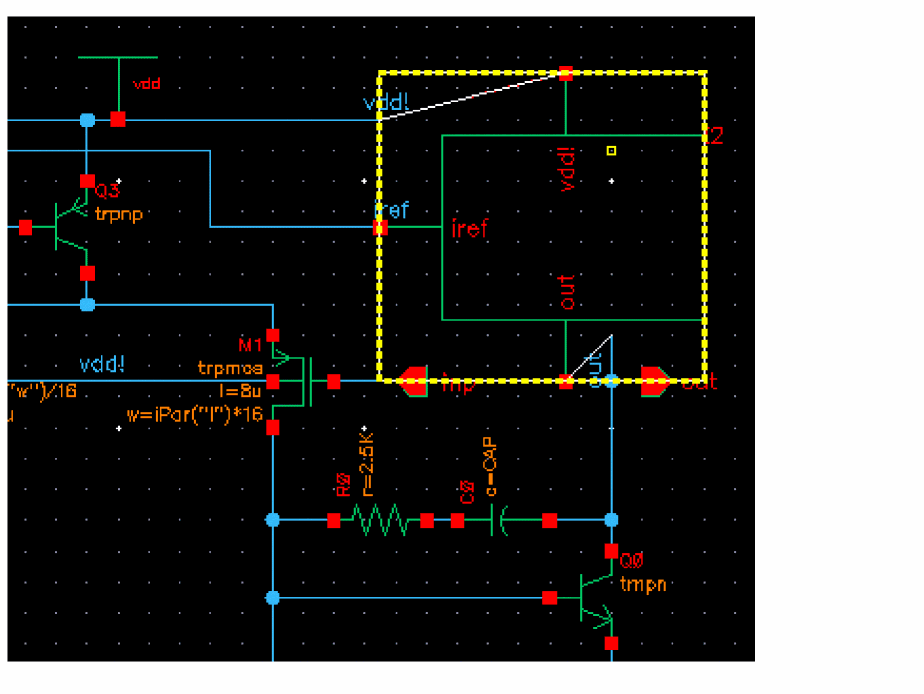 vdd
vdd!
I2
vdd!
Q3
trpnp
iref
iref
out
M1
vdd!
trpmos
l=8u
"w")/16
w=iPar("l")*16
out
inp
out
R0
r=2.5K
C0
c=CAP
Q0
trnpn